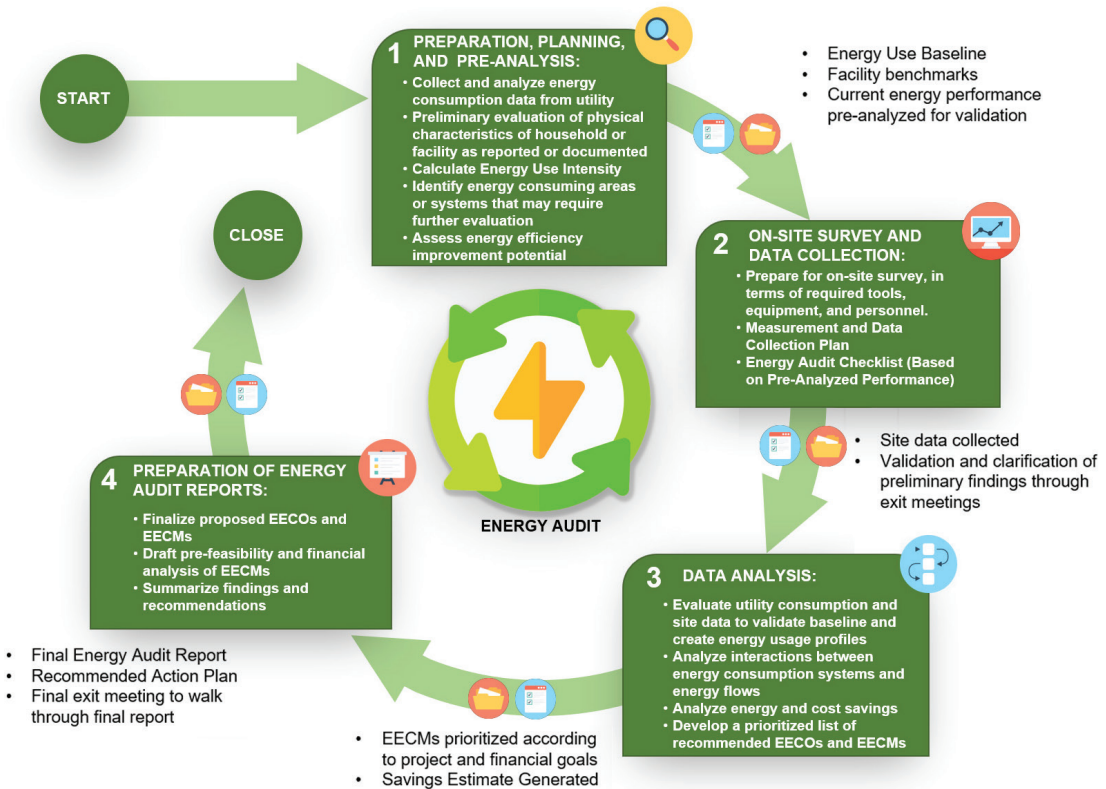 START
1 PREPARATION, PLANNING,
AND PRE-ANALYSIS:
• Collect and analyze energy
consumption data from utility
• Preliminary evaluation of physical
characteristics of household or
facility as reported or documented
• Calculate Energy Use Intensity
• Identify energy consuming areas
or systems that may require
further evaluation
• Assess energy efficiency
improvement potential
• Energy Use Baseline
• Facility benchmarks
• Current energy performance
pre-analyzed for validation
2 ON-SITE SURVEY AND
DATA COLLECTION:
• Prepare for on-site survey, in
terms of required tools,
equipment, and personnel.
• Measurement and Data
Collection Plan
• Energy Audit Checklist (Based
on Pre-Analyzed Performance)
• Site data collected
• Validation and clarification of
preliminary findings through
exit meetings
3 DATA ANALYSIS:
• Evaluate utility consumption and
site data to validate baseline and
create energy usage profiles
• Analyze interactions between
energy consumption systems and
energy flows
• Analyze energy and cost savings
• Develop a prioritized list of
recommended EECOs and EECMs
• EECMs prioritized according
to project and financial goals
• Savings Estimate Generated
4 PREPARATION OF ENERGY
AUDIT REPORTS:
• Finalize proposed EECOs and
EECMs
• Draft pre-feasibility and financial
analysis of EECMs
• Summarize findings and
recommendations
• Final Energy Audit Report
• Recommended Action Plan
• Final exit meeting to walk
through final report
CLOSE
ENERGY AUDIT